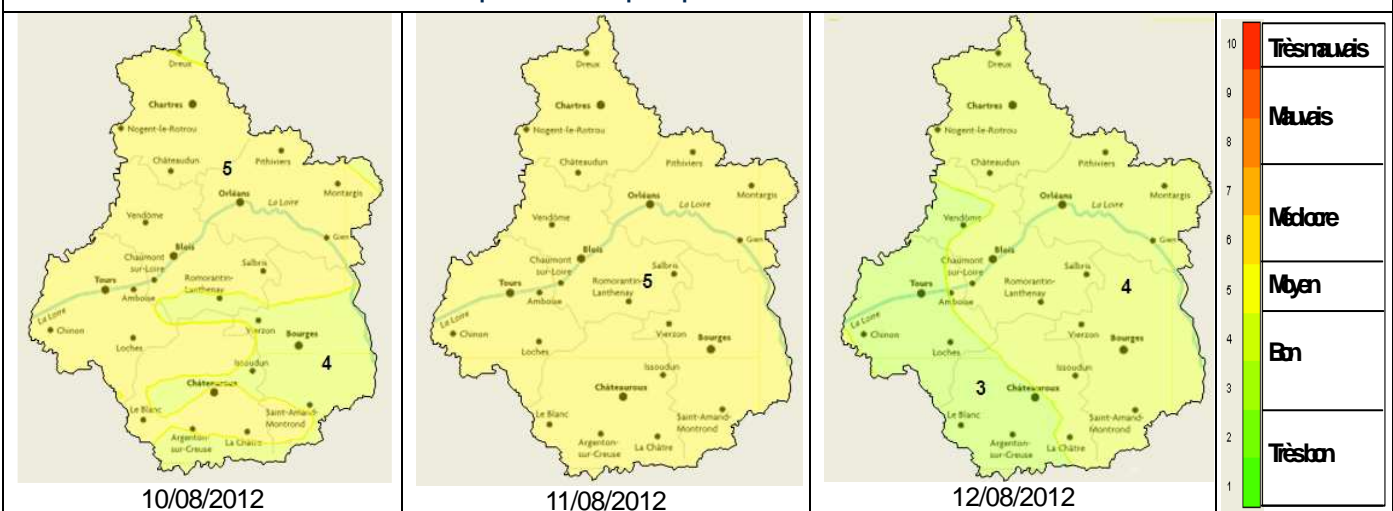 Dreux
Chartres
Nogent-le-Rotrou
5
Châteaudun
Pithiviers
Orléans
La Loire
Montargis
Vendôme
Blois
Gien
Chaumont
sur-Loire
Salbris
Tours
Romorantin-
Lanthenay
Amboise
La Loire
Chinon
Vierzon
Bourges
Loches
Issoudun
4
Châteauroux
Le Blanc
Saint-Amand-
Montrond
Argenton-
sur-Creuse
La Châtre
10/08/2012
Dreux
Chartres
Nogent-le-Rotrou
Châteaudun
Pithiviers
Orléans
La Loire
Montargis
Vendôme
Blois
Gien
Chaumont
sur-Loire
Salbris
5
Tours
Romorantin-
Lanthenay
Amboise
La Loire
Chinon
Vierzon
Bourges
Loches
Issoudun
Châteauroux
Le Blanc
Saint-Amand-
Montrond
Argenton-
sur-Creuse
La Châtre
11/08/2012
Dreux
Chartres
Nogent-le-Rotrou
Châteaudun
Pithiviers
Orléans
La Loire
Montargis
Vendôme
Blois
Gien
Chaumont
sur-Loire
Salbris
4
Tours
Romorantin-
Lanthenay
Amboise
La Loire
Chinon
Vierzon
Bourges
Loches
Issoudun
3
Châteauroux
Le Blanc
Saint-Amand-
Montrond
Argenton-
sur-Creuse
La Châtre
12/08/2012
10
Très mauvais
9
Mauvais
8
7
Médiocre
6
Moyen
5
4
Bon
3
2
Très bon
1